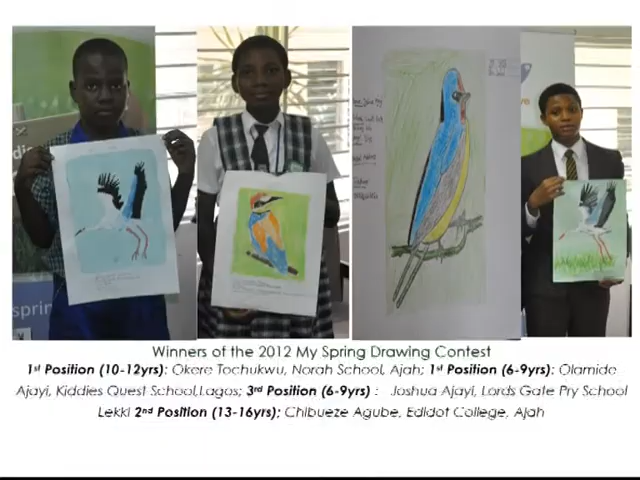 spring
Winners of the 2012 My Spring Drawing Contest
1st Position (10-12yrs): Okere Tochukwu, Norah School, Ajah; 1st Position (6-9yrs): Olamide
Ajayi, Kiddies Quest School,Lagos; 3rd Position (6-9yrs) : Joshua Ajayi, Lords Gate Pry School
Lekki 2nd Position (13-16yrs): Chibueze Agube, Edidot College, Ajah